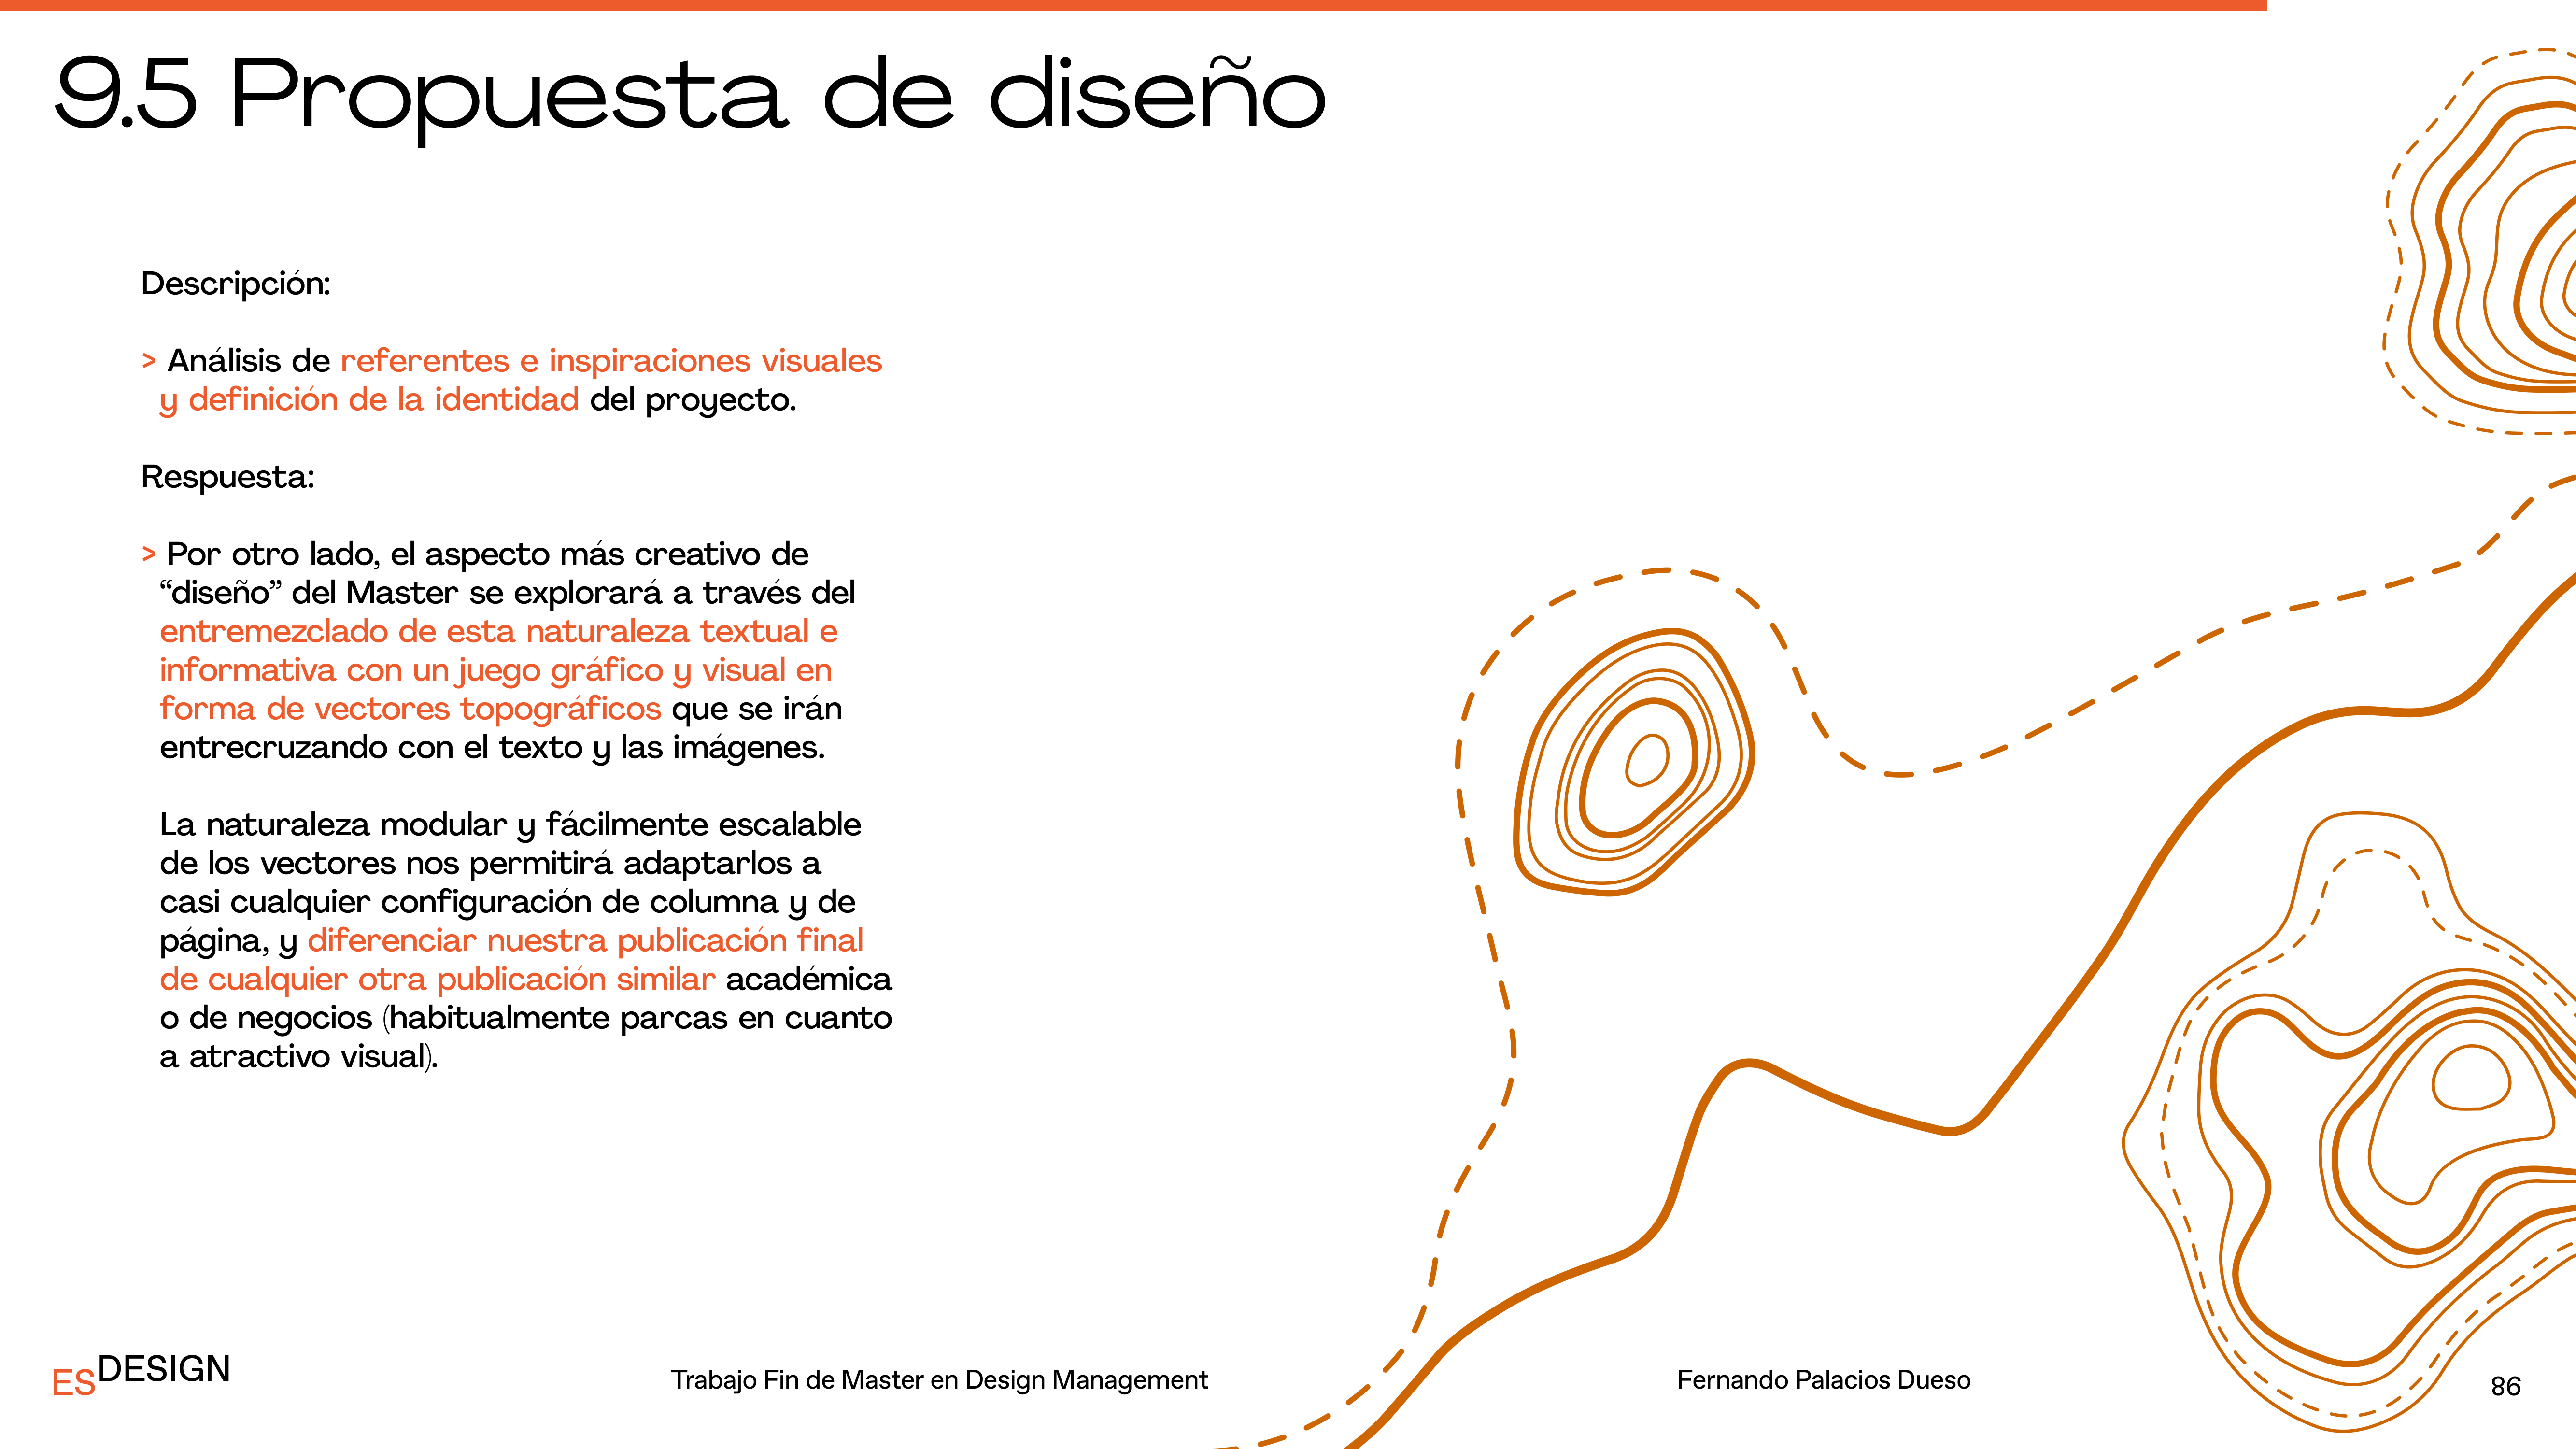 9.5 Propuesta de diseño
Descripción:
> Análisis de referentes e inspiraciones visuales
y definición de la identidad del proyecto.
Respuesta:
> Por otro lado, el aspecto más creativo de
“diseño” del Master se explorará a través del
entremezclado de esta naturaleza textual e
informativa con un juego gráfico y visual en
forma de vectores topográficos que se irán
entrecruzando con el texto y las imágenes.
La naturaleza modular y fácilmente escalable
de los vectores nos permitirá adaptarlos a
casi cualquier configuración de columna y de
página, y diferenciar nuestra publicación final
de cualquier otra publicación similar académica
o de negocios (habitualmente parcas en cuanto
a atractivo visual).
ESDESIGN
Trabajo Fin de Master en Design Management
Fernando Palacios Dueso
86